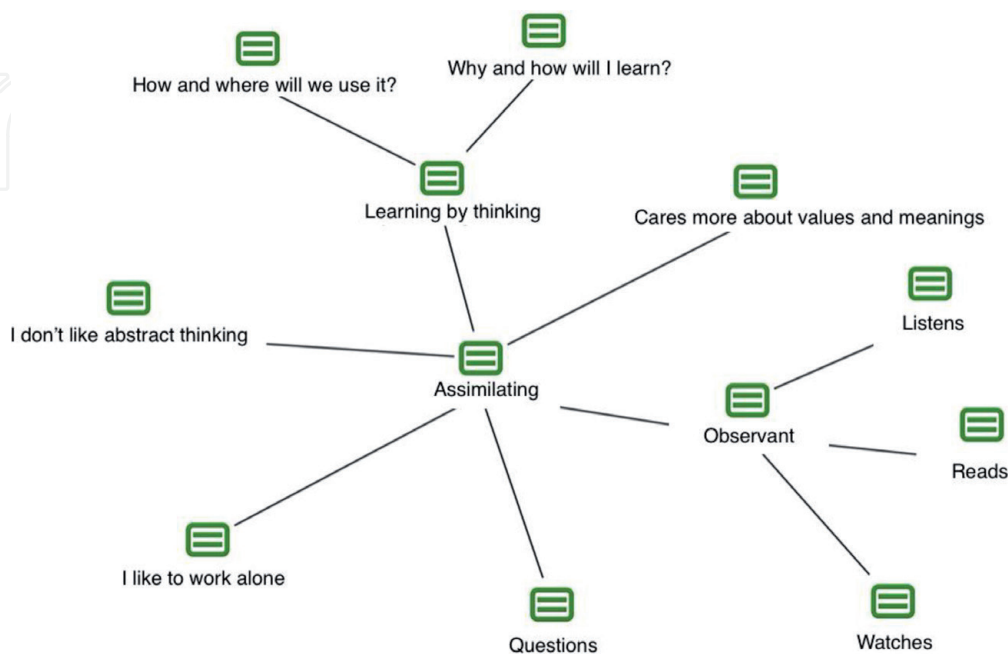 Why and how will I learn?
How and where will we use it?
Learning by thinking
Cares more about values and meanings
Listens
I don't like abstract thinking
Assimilating
Observant
Reads
I like to work alone
Questions
Watches